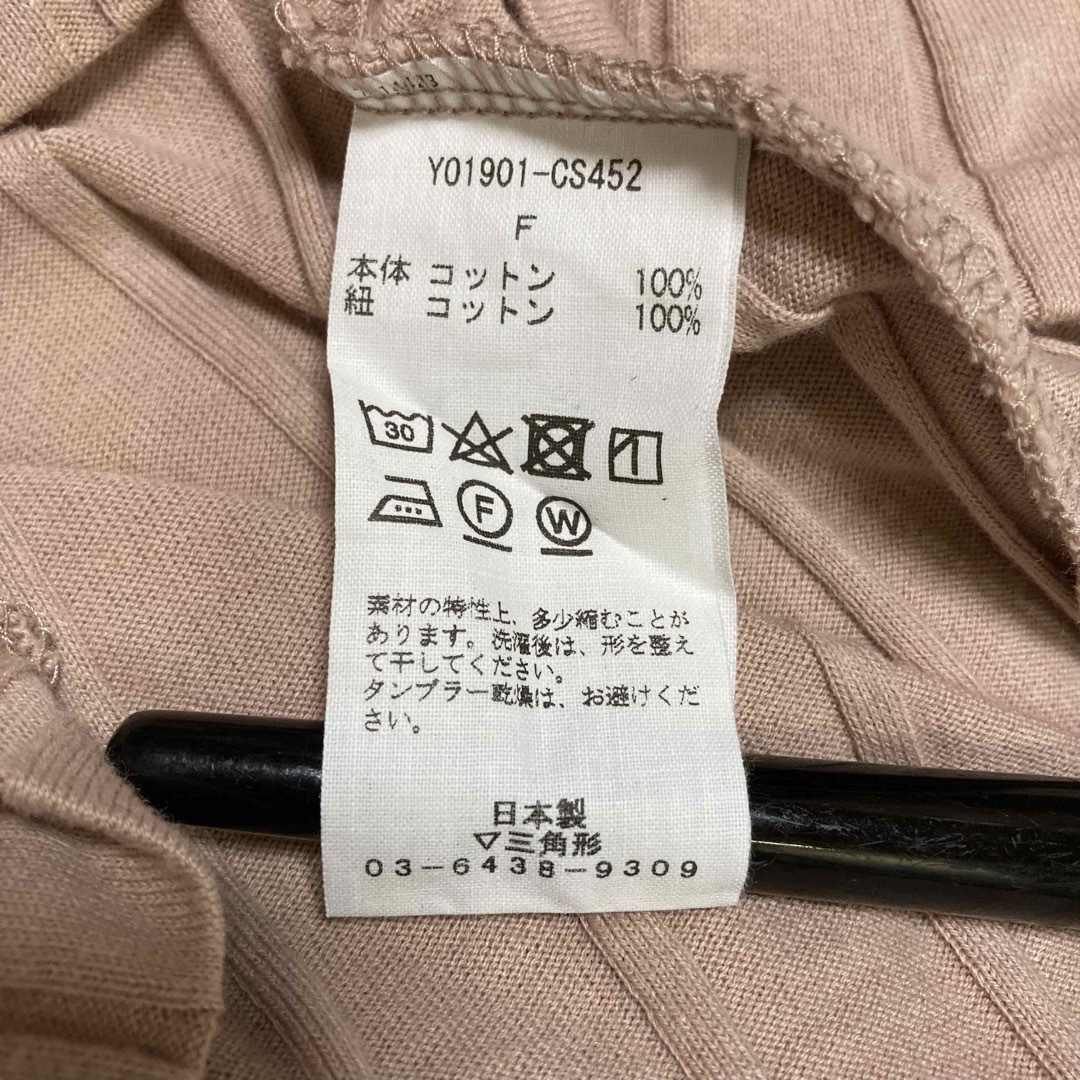 Y01901-CS452
F
本体 コットン 100%
紐 コットン 100%
30
F W
素材の特性上、多少縮むことが
あります。洗濯後は、形を整え
て干してください。
タンブラー乾燥は、お避けくだ
さい。
日本製
▽三角形
03-6438-9309